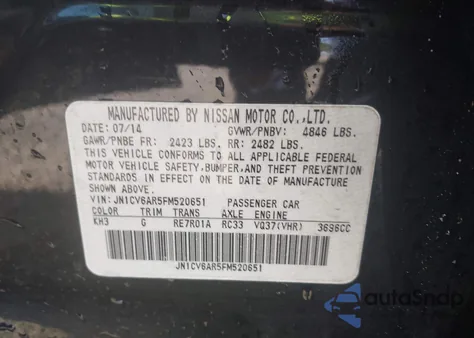 MANUFACTURED BY NISSAN MOTOR CO.,LTD.
DATE: 07/14 GVWR/PNBV: 4846 LBS.
GAWR/PNBE FR: 2423 LBS. RR: 2482 LBS.
THIS VEHICLE CONFORMS TO ALL APPLICABLE FEDERAL
MOTOR VEHICLE SAFETY, BUMPER, AND THEFT PREVENTION
STANDARDS IN EFFECT ON THE DATE OF MANUFACTURE
SHOWN ABOVE.
VIN: JN1CV6AR5FM520651 PASSENGER CAR
COLOR TRIM TRANS AXLE ENGINE
KH3 G RE7R01A RC33 VQ37(VHR) 3696CC
JN1CV6AR5FM520651
autoSnap